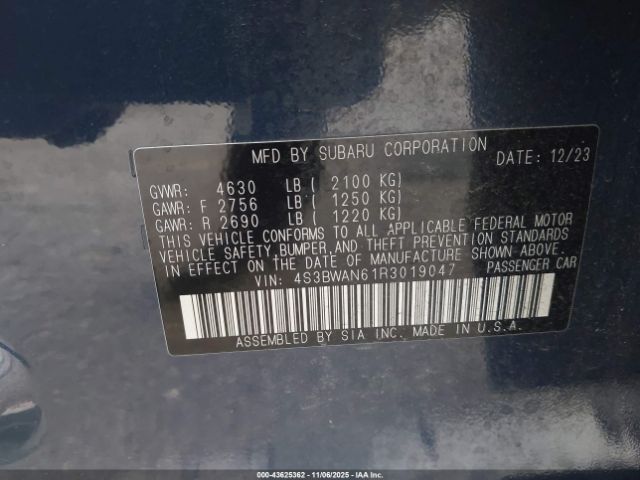 MFD BY SUBARU CORPORATION DATE: 12/23
GVWR: 4630 LB ( 2100 KG)
GAWR: F 2756 LB ( 1250 KG)
GAWR: R 2690 LB ( 1220 KG)
THIS VEHICLE CONFORMS TO ALL APPLICABLE FEDERAL MOTOR
VEHICLE SAFETY, BUMPER, AND THEFT PREVENTION STANDARDS
IN EFFECT ON THE DATE OF MANUFACTURE SHOWN ABOVE.
VIN: 4S3BWAN61R3019047 PASSENGER CAR
ASSEMBLED BY SIA INC. MADE IN U.S.A.
000-43625362 - 11/06/2025 - IAA Inc.